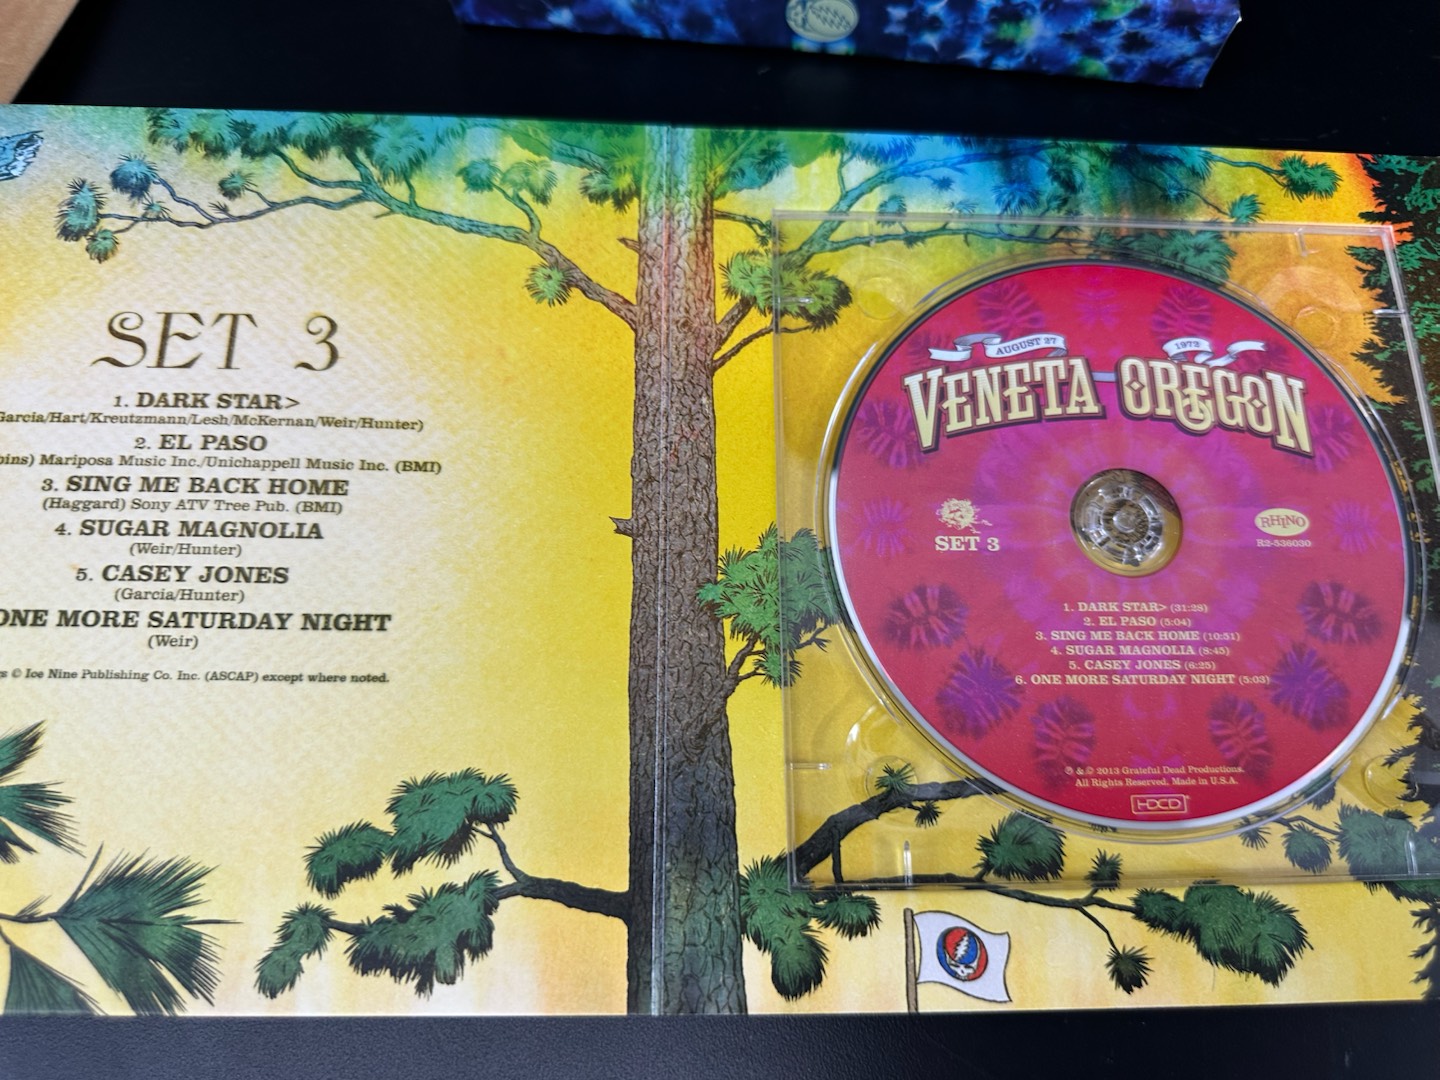 SET 3
1. DARK STAR>
Garcia/Hart/Kreutzmann/Lesh/McKernan/Weir/Hunter)
2. EL PASO
Mariposa Music Inc./Unichappell Music Inc. (BMI)
3. SING ME BACK HOME
(Haggard) Sony ATV Tree Pub. (BMI)
4. SUGAR MAGNOLIA
(Weir/Hunter)
5. CASEY JONES
(Garcia/Hunter)
ONE MORE SATURDAY NIGHT
(Weir)
© Ice Nine Publishing Co. Inc. (ASCAP) except where noted.
AUGUST 27 1972
VENETA OREGON
SET 3
RHINO
R2-536030
1. DARK STAR> (31:28)
2. EL PASO (5:04)
3. SING ME BACK HOME (10:51)
4. SUGAR MAGNOLIA (8:45)
5. CASEY JONES (6:25)
6. ONE MORE SATURDAY NIGHT (5:03)
℗ & © 2013 Grateful Dead Productions.
All Rights Reserved. Made in U.S.A.
HDCD